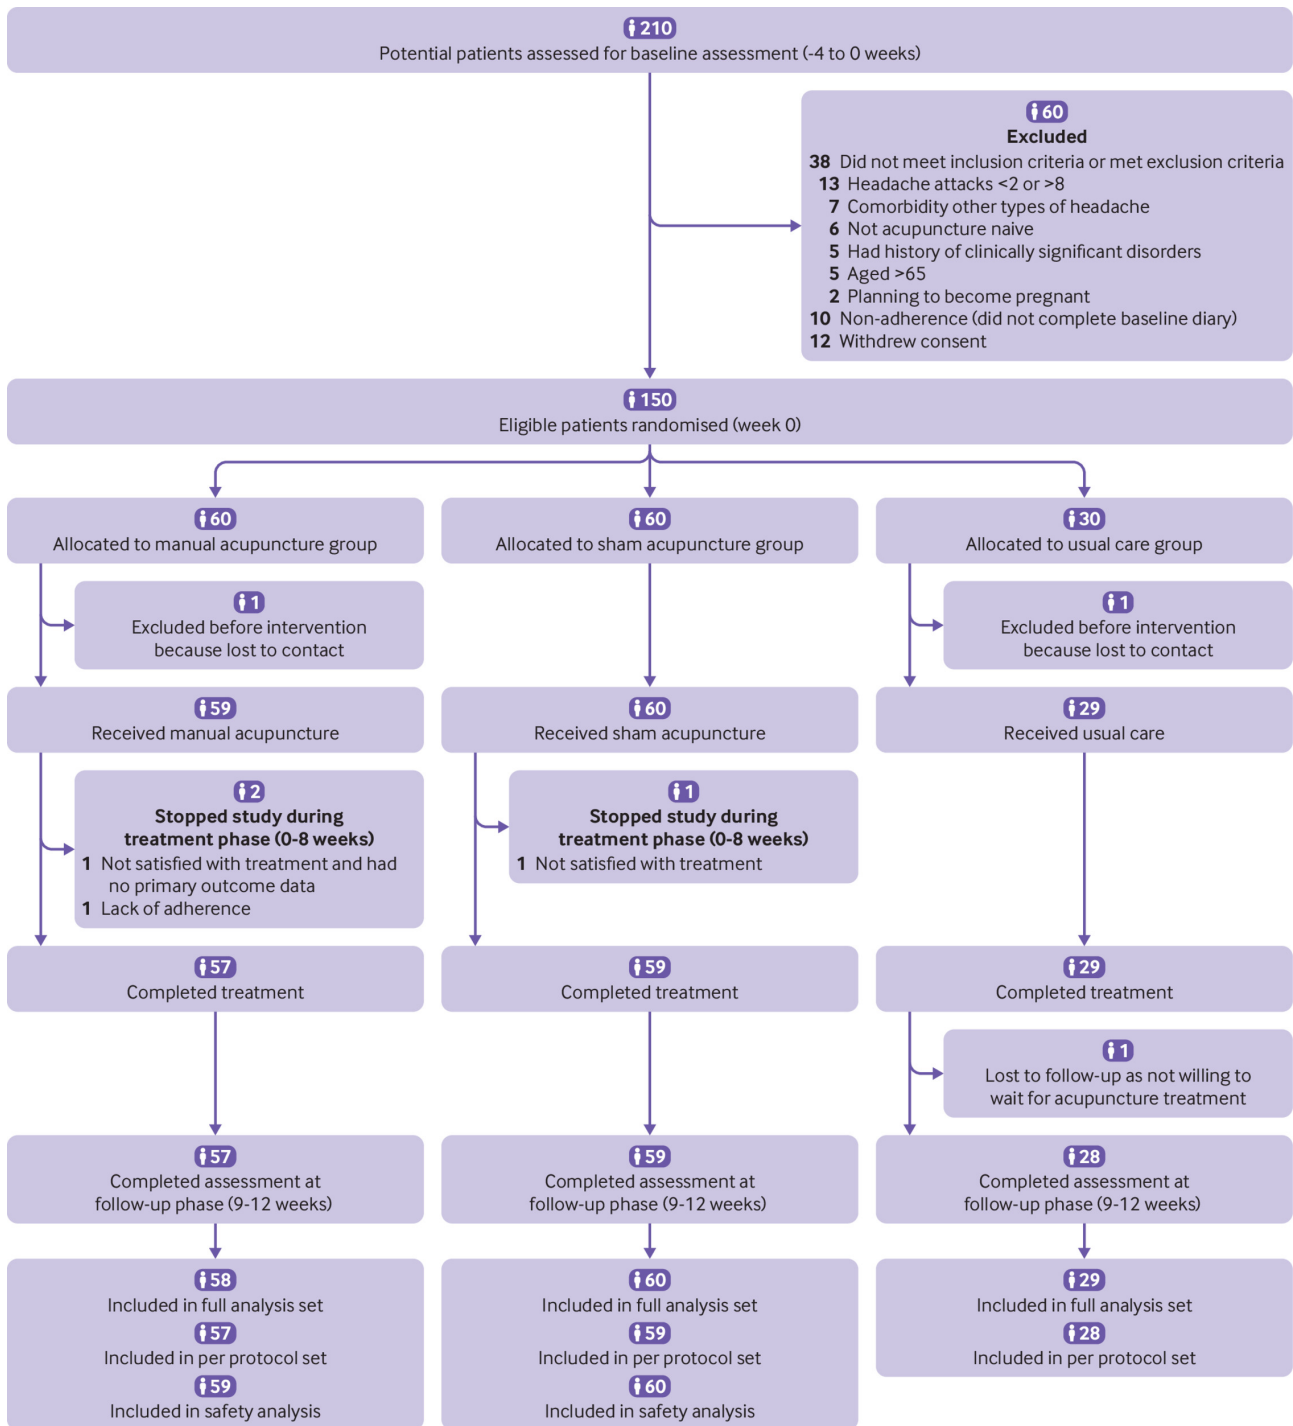 210
Potential patients assessed for baseline assessment (-4 to 0 weeks)
60
Excluded
38 Did not meet inclusion criteria or met exclusion criteria
13 Headache attacks <2 or >8
7 Comorbidity other types of headache
6 Not acupuncture naive
5 Had history of clinically significant disorders
5 Aged >65
2 Planning to become pregnant
10 Non-adherence (did not complete baseline diary)
12 Withdrew consent
150
Eligible patients randomised (week 0)
60
Allocated to manual acupuncture group
60
Allocated to sham acupuncture group
30
Allocated to usual care group
1
Excluded before intervention
because lost to contact
1
Excluded before intervention
because lost to contact
59
Received manual acupuncture
60
Received sham acupuncture
29
Received usual care
2
Stopped study during
treatment phase (0-8 weeks)
1 Not satisfied with treatment and had
no primary outcome data
1 Lack of adherence
1
Stopped study during
treatment phase (0-8 weeks)
1 Not satisfied with treatment
57
Completed treatment
59
Completed treatment
29
Completed treatment
1
Lost to follow-up as not willing to
wait for acupuncture treatment
57
Completed assessment at
follow-up phase (9-12 weeks)
59
Completed assessment at
follow-up phase (9-12 weeks)
28
Completed assessment at
follow-up phase (9-12 weeks)
58
Included in full analysis set
57
Included in per protocol set
59
Included in safety analysis
60
Included in full analysis set
59
Included in per protocol set
60
Included in safety analysis
29
Included in full analysis set
28
Included in per protocol set